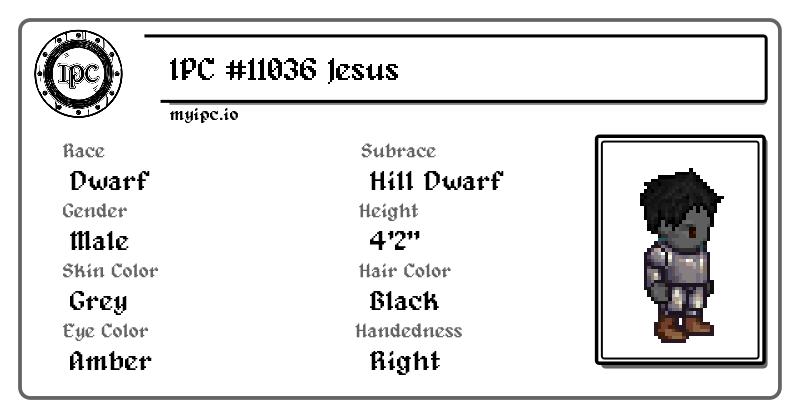 IPC
IPC #11036 Jesus
myipc.io
Race
Dwarf
Subrace
Hill Dwarf
Gender
Male
Height
4'2"
Skin Color
Grey
Hair Color
Black
Eye Color
Amber
Handedness
Right